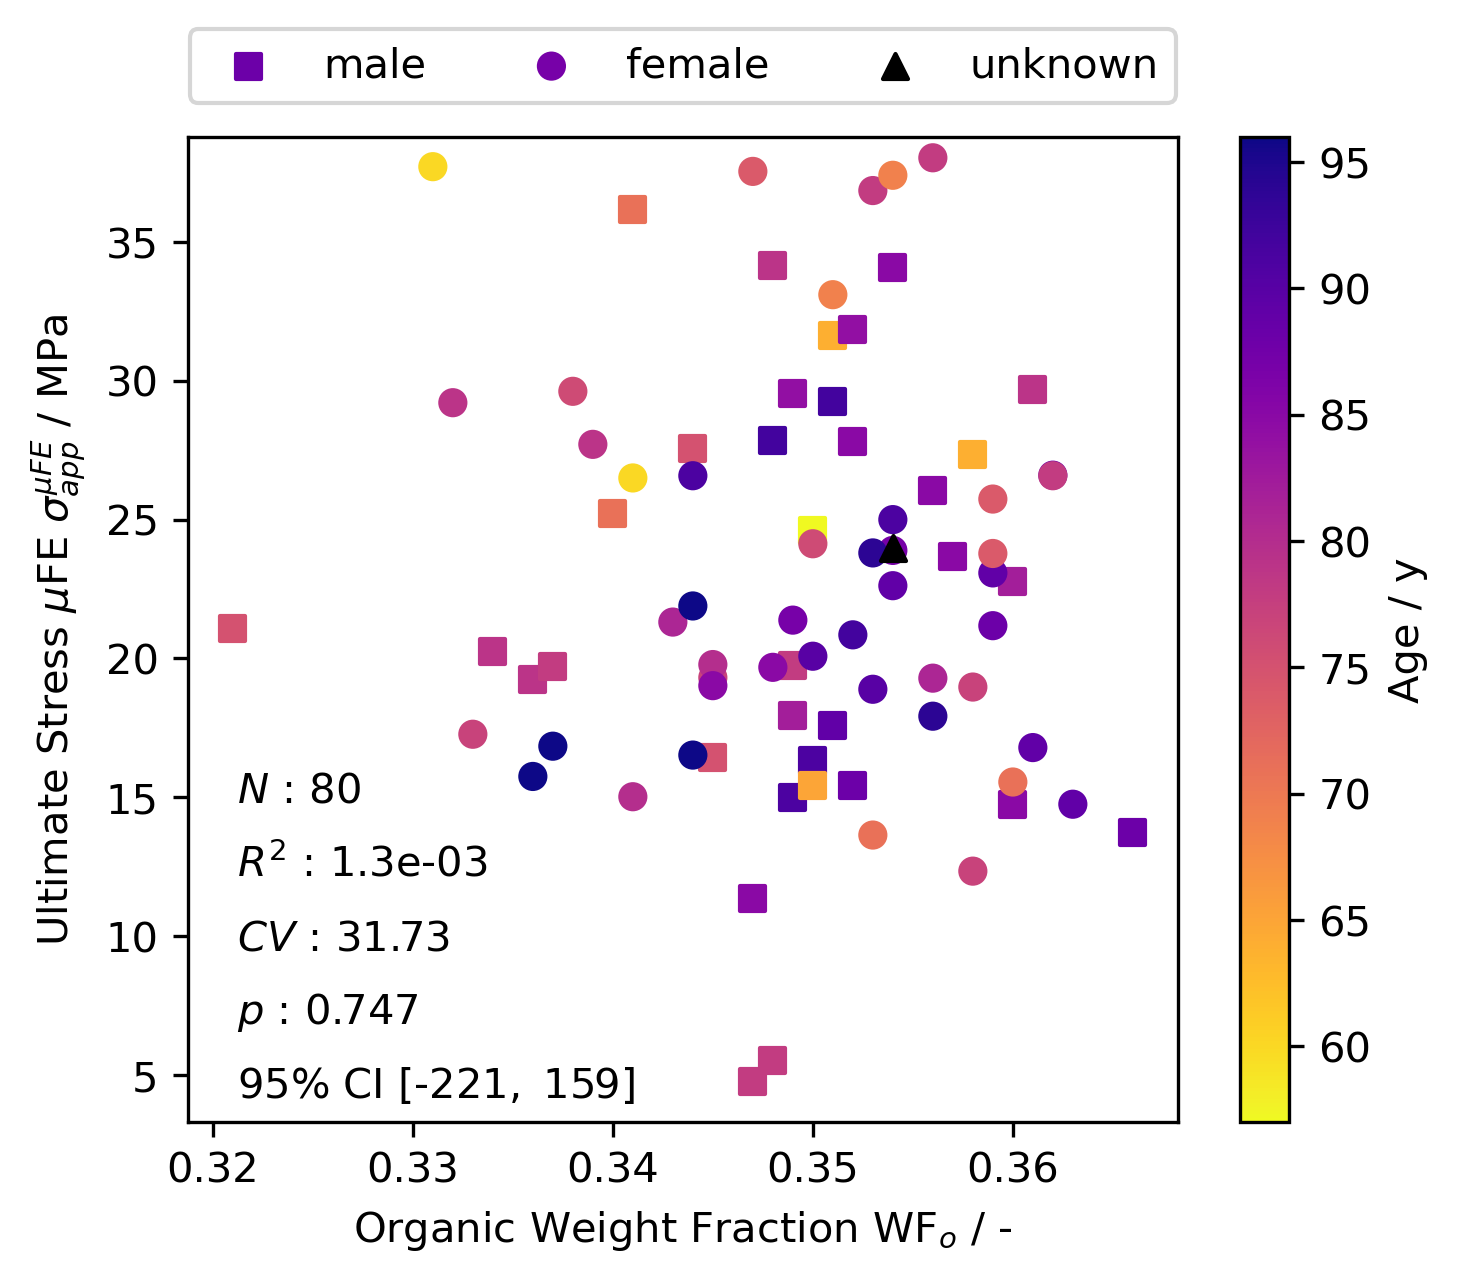 male female unknown
Ultimate Stress μFE σ_app^μFE / MPa
35
30
25
20
15
10
5
N : 80
R² : 1.3e-03
CV : 31.73
p : 0.747
95% CI [-221, 159]
0.32 0.33 0.34 0.35 0.36
Organic Weight Fraction WFₒ / -
95
90
85
80
75
70
65
60
Age / y